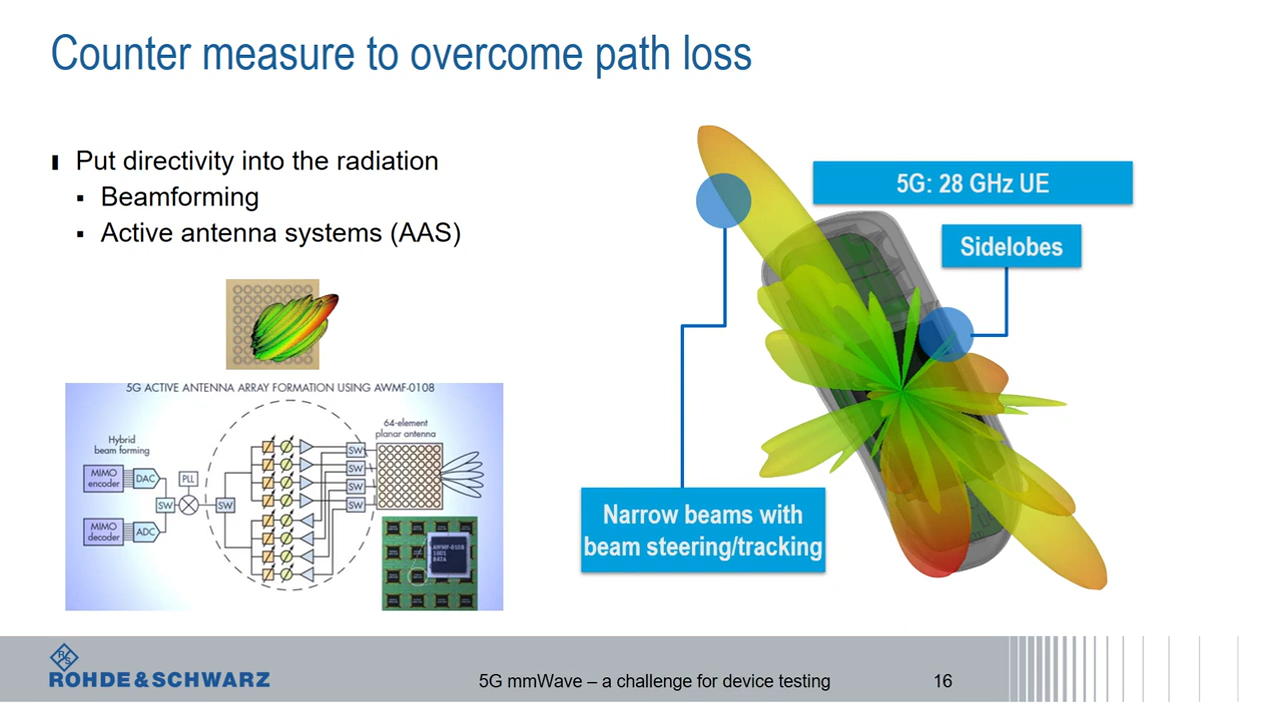 Counter measure to overcome path loss
Put directivity into the radiation
Beamforming
Active antenna systems (AAS)
5G: 28 GHz UE
Sidelobes
Narrow beams with
beam steering/tracking
5G ACTIVE ANTENNA ARRAY FORMATION USING AWMF-0108
64-element
planar antenna
Hybrid
beam forming
MIMO
encoder
DAC
PLL
SW
SW
MIMO
decoder
ADC
SW
SW
SW
SW
AWMF-0108
R&S
ROHDE & SCHWARZ
5G mmWave – a challenge for device testing
16